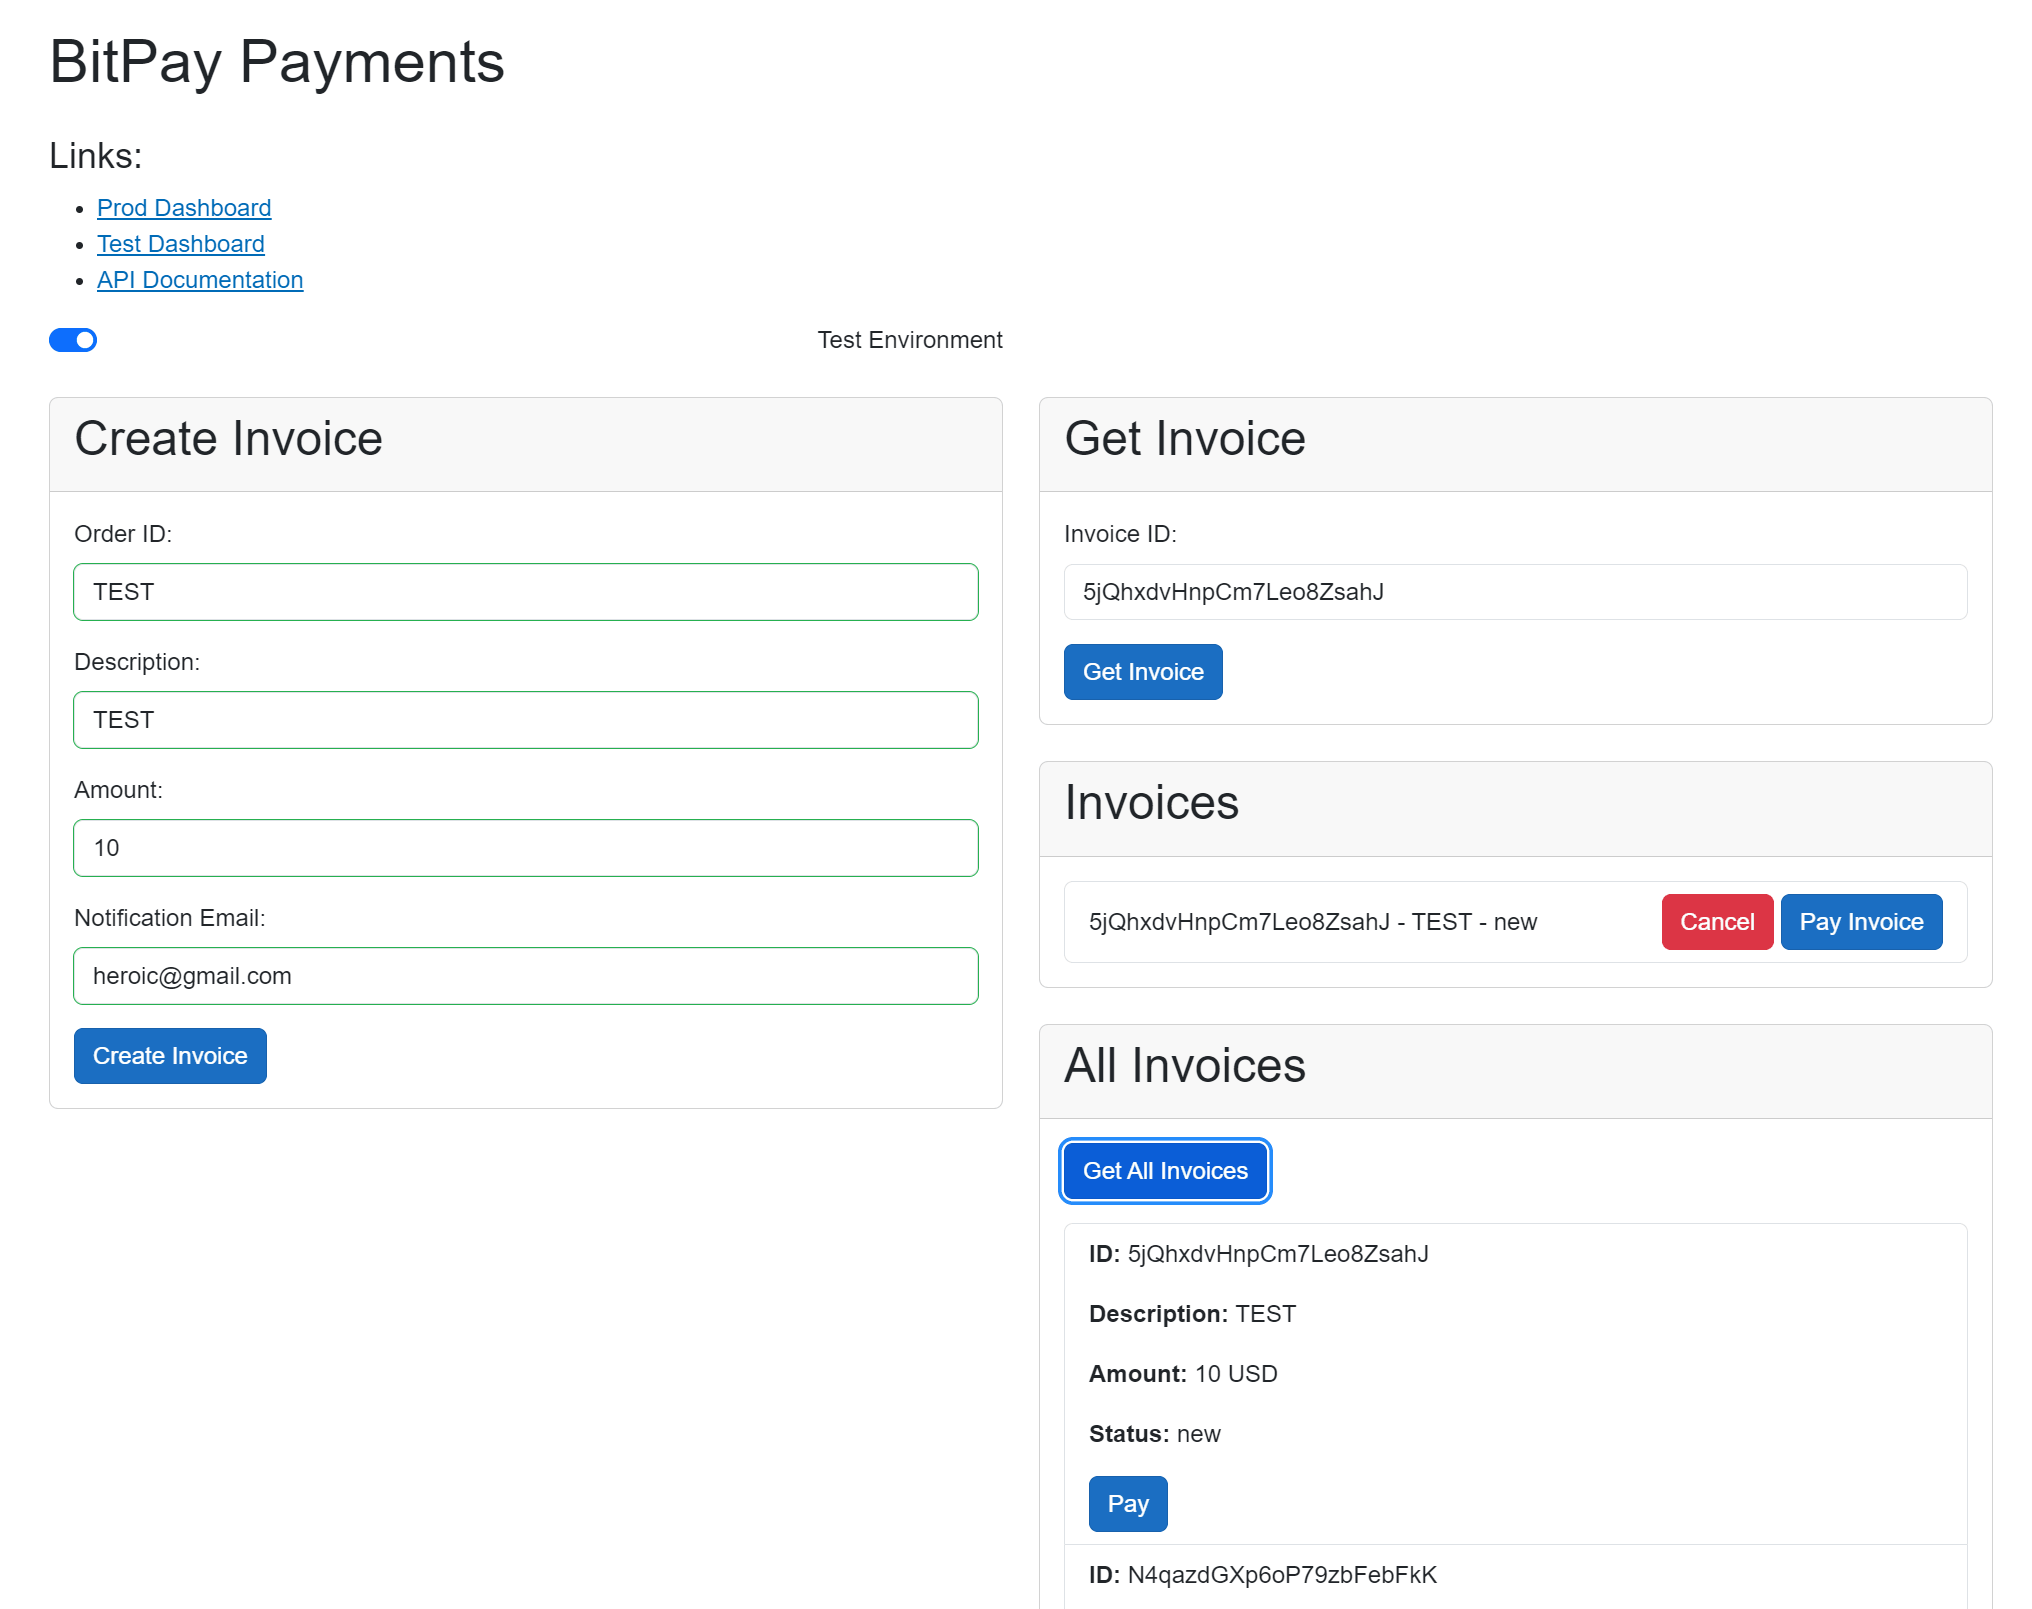 BitPay Payments
Links:
Prod Dashboard
Test Dashboard
API Documentation
Test Environment
Create Invoice
Order ID:
TEST
Description:
TEST
Amount:
10
Notification Email:
heroic@gmail.com
Create Invoice
Get Invoice
Invoice ID:
5jQhxdvHnpCm7Leo8ZsahJ
Get Invoice
Invoices
5jQhxdvHnpCm7Leo8ZsahJ - TEST - new
Cancel
Pay Invoice
All Invoices
Get All Invoices
ID: 5jQhxdvHnpCm7Leo8ZsahJ
Description: TEST
Amount: 10 USD
Status: new
Pay
ID: N4qazdGXp6oP79zbFebFkK